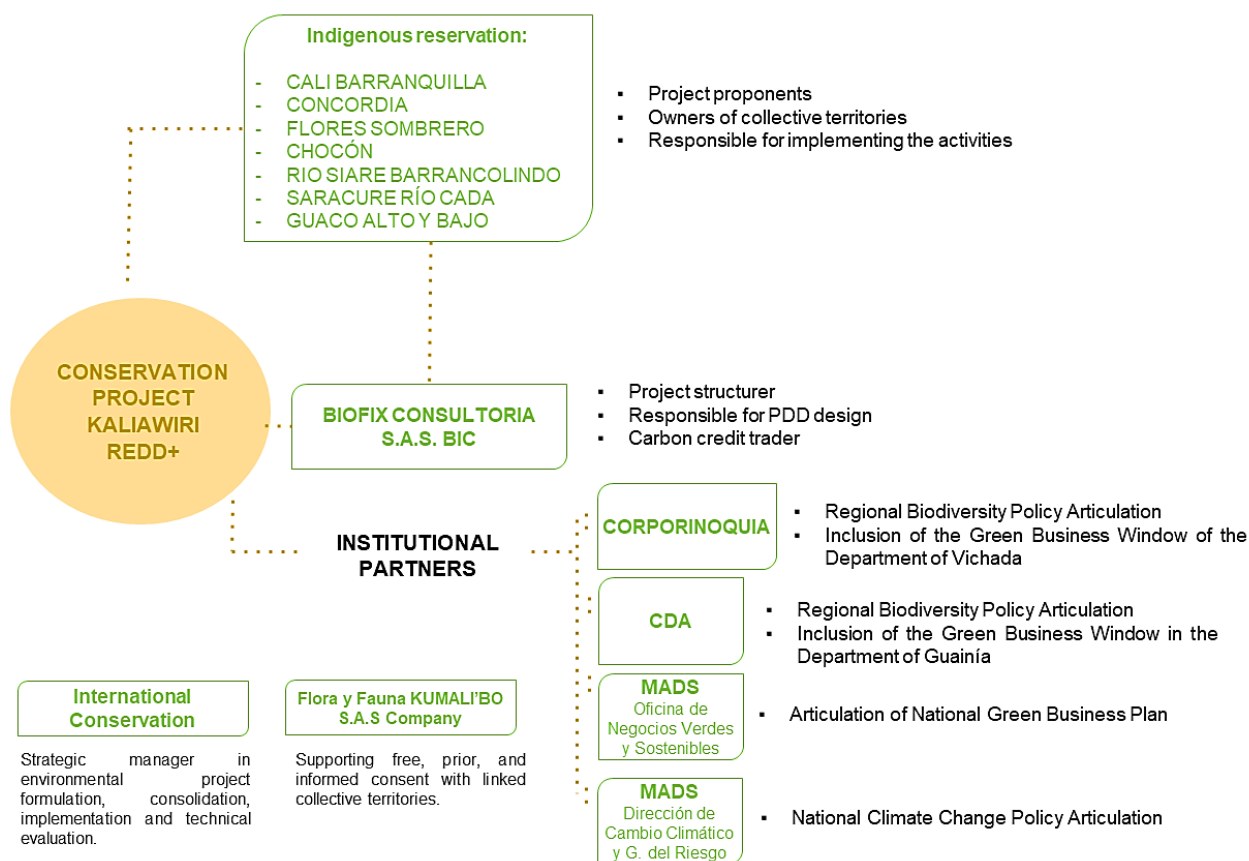 Indigenous reservation:
- CALI BARRANQUILLA
- CONCORDIA
- FLORES SOMBRERO
- CHOCÓN
- RIO SIARE BARRANCOLINDO
- SARACURE RÍO CADA
- GUACO ALTO Y BAJO
▪ Project proponents
▪ Owners of collective territories
▪ Responsible for implementing the activities
CONSERVATION
PROJECT
KALIAWIRI
REDD+
BIOFIX CONSULTORIA
S.A.S. BIC
▪ Project structurer
▪ Responsible for PDD design
▪ Carbon credit trader
INSTITUTIONAL
PARTNERS
CORPORINOQUIA
▪ Regional Biodiversity Policy Articulation
▪ Inclusion of the Green Business Window of the
Department of Vichada
CDA
▪ Regional Biodiversity Policy Articulation
▪ Inclusion of the Green Business Window in the
Department of Guainía
MADS
Oficina de
Negocios Verdes
y Sostenibles
▪ Articulation of National Green Business Plan
MADS
Dirección de
Cambio Climático
y G. del Riesgo
▪ National Climate Change Policy Articulation
International
Conservation
Strategic manager in
environmental project
formulation, consolidation,
implementation and technical
evaluation.
Flora y Fauna KUMALI'BO
S.A.S Company
Supporting free, prior, and
informed consent with linked
collective territories.